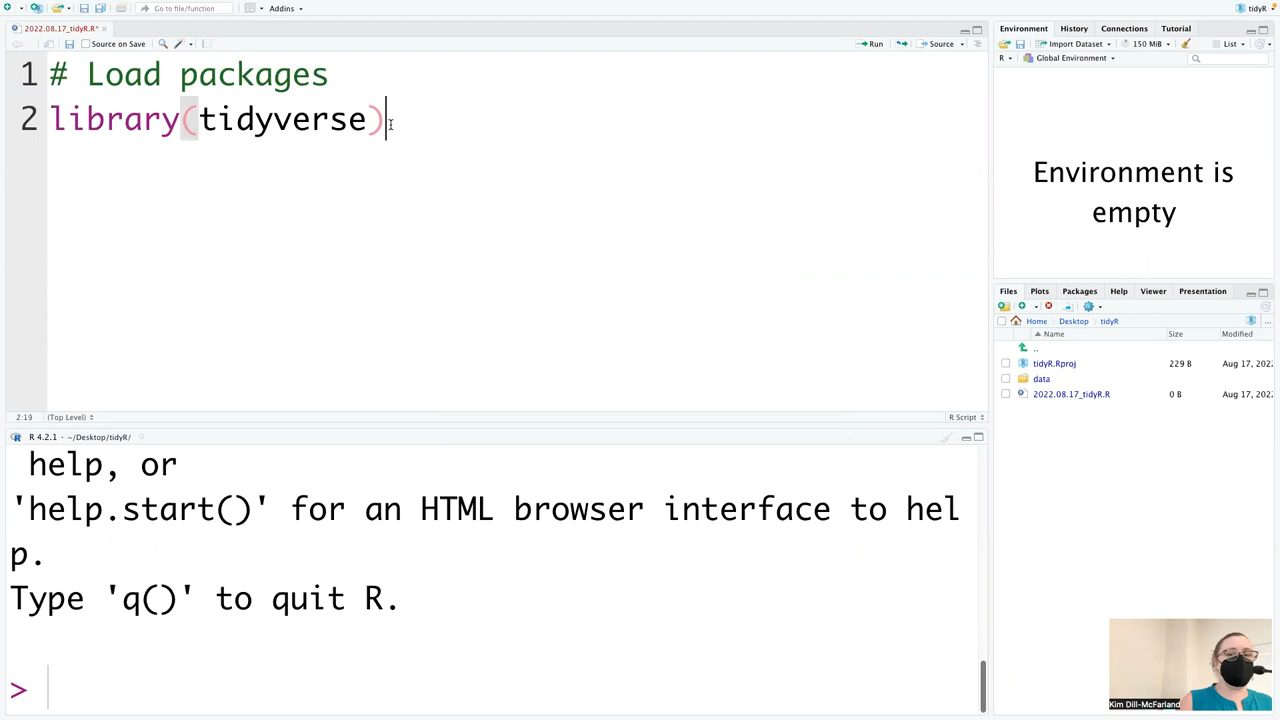 Go to file/function
Addins
tidyR
2022.08.17_tidyR.R*
Source on Save
Run
Source
1 # Load packages
2 library(tidyverse)
2:19
(Top Level)
R Script
R 4.2.1 · ~/Desktop/tidyR/
help, or
'help.start()' for an HTML browser interface to hel
p.
Type 'q()' to quit R.
>
Environment
History
Connections
Tutorial
Import Dataset
150 MiB
List
R
Global Environment
Environment is
empty
Files
Plots
Packages
Help
Viewer
Presentation
Home
Desktop
tidyR
...
Name
Size
Modified
..
tidyR.Rproj
229 B
Aug 17, 2022
data
2022.08.17_tidyR.R
0 B
Aug 17, 2022
Kim Dill-McFarland